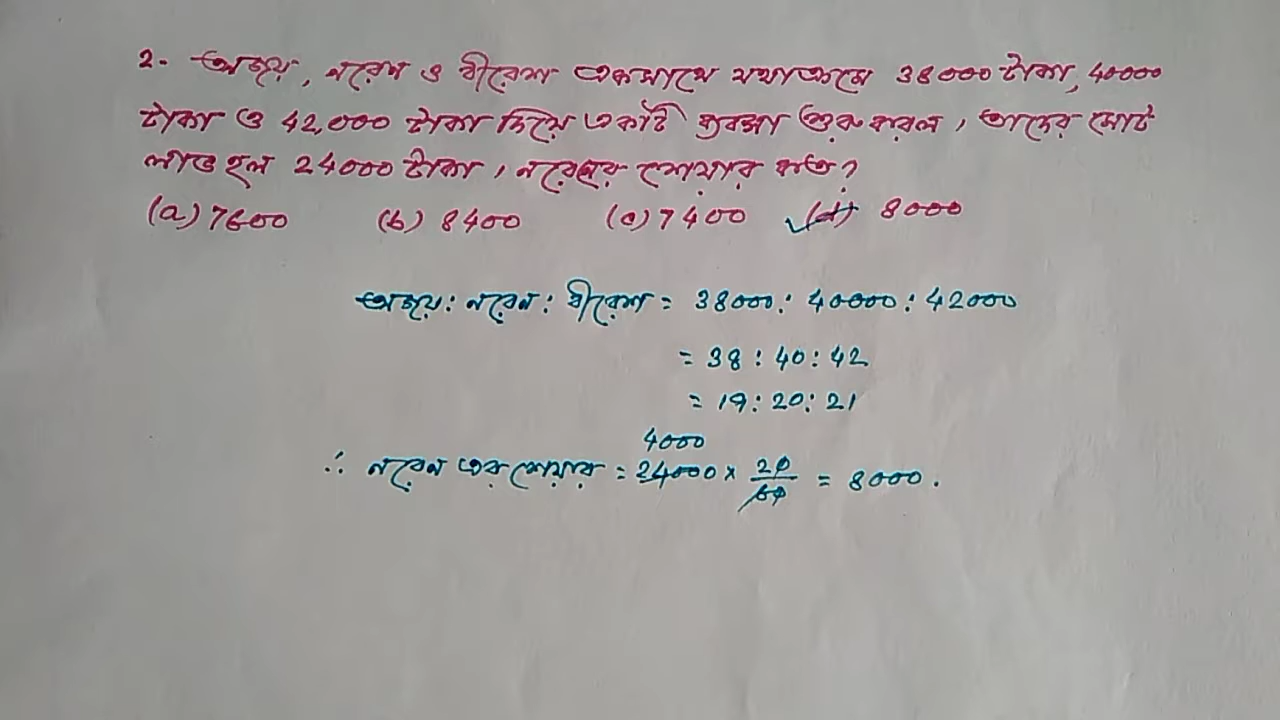 2. অজয়, নরেন ও বীরেশ একসাথে যথাক্রমে 38000 টাকা, 40000
টাকা ও 42,000 টাকা দিয়ে একটি ব্যবসা শুরু করল, তাদের মোট
লাভ হল 24000 টাকা, নরেনের শেয়ার কত?
(a) 7600 (b) 8400 (c) 7400 (d) 8000
অজয় : নরেন : বীরেশ = 38000 : 40000 : 42000
= 38 : 40 : 42
= 19 : 20 : 21
4000
∴ নরেন এর শেয়ার = 24000 × 20/60 = 8000.